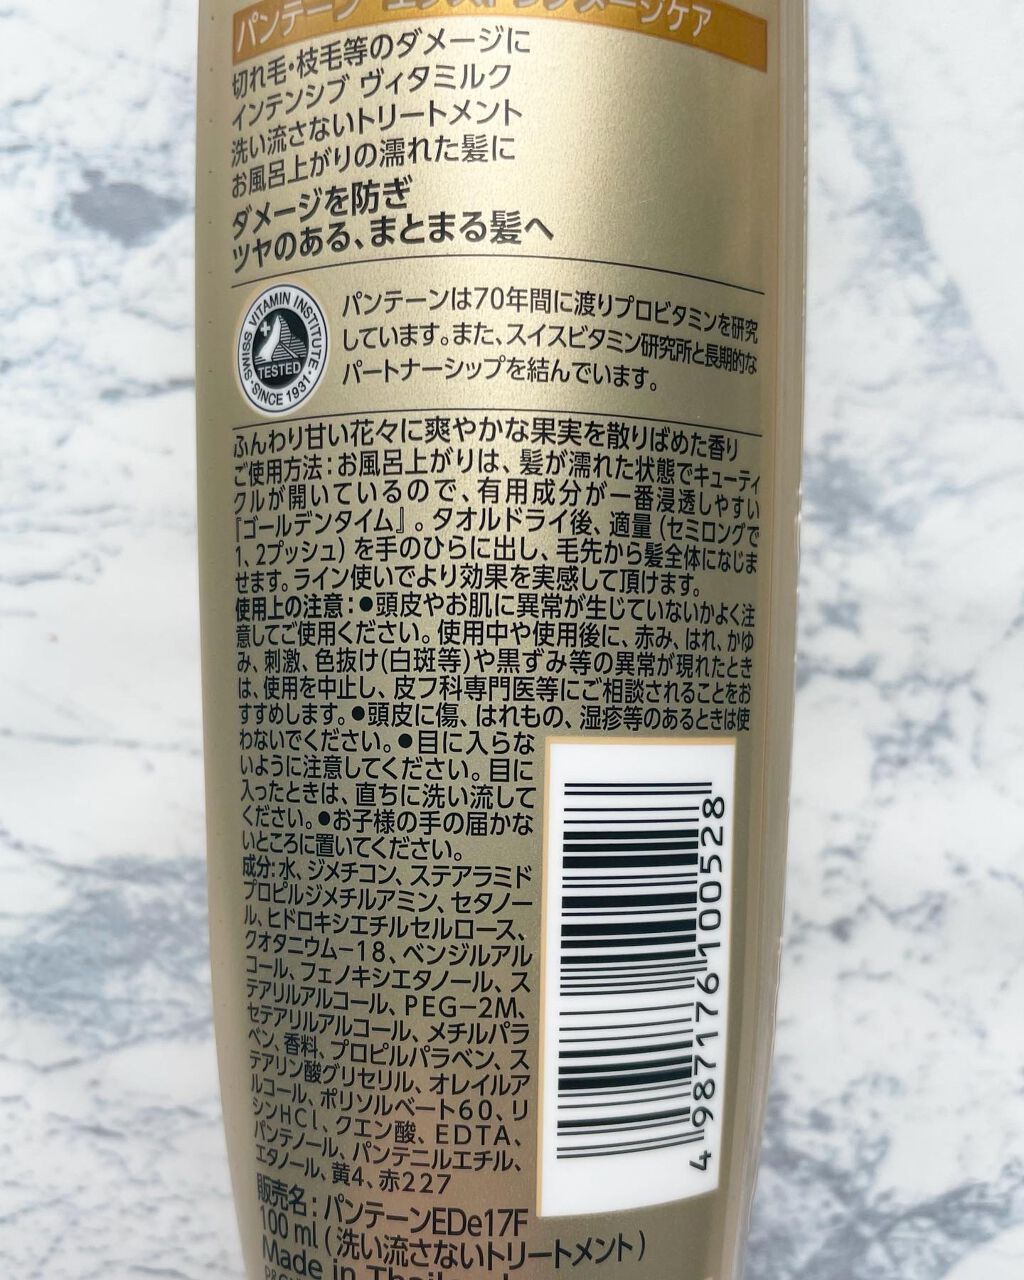 パンテーン エクストラダメージケア
切れ毛・枝毛等のダメージに
インテンシブ ヴィタミルク
洗い流さないトリートメント
お風呂上がりの濡れた髪に
ダメージを防ぎ
ツヤのある、まとまる髪へ
SWISS VITAMIN INSTITUTE
TESTED
SINCE 1931
パンテーンは70年間に渡りプロビタミンを研究
しています。また、スイスビタミン研究所と長期的な
パートナーシップを結んでいます。
ふんわり甘い花々に爽やかな果実を散りばめた香り
ご使用方法：お風呂上がりは、髪が濡れた状態でキューティ
クルが開いているので、有用成分が一番浸透しやすい
『ゴールデンタイム』。タオルドライ後、適量（セミロングで
1、2プッシュ）を手のひらに出し、毛先から髪全体になじま
せます。ライン使いでより効果を実感して頂けます。
使用上の注意：●頭皮やお肌に異常が生じていないかよく注
意してご使用ください。使用中や使用後に、赤み、はれ、かゆ
み、刺激、色抜け(白斑等)や黒ずみ等の異常が現れたとき
は、使用を中止し、皮フ科専門医等にご相談されることをお
すすめします。●頭皮に傷、はれもの、湿疹等のあるときは使
わないでください。●目に入らな
いように注意してください。目に
入ったときは、直ちに洗い流して
ください。●お子様の手の届かな
いところに置いてください。
成分：水、ジメチコン、ステアラミド
プロピルジメチルアミン、セタノー
ル、ヒドロキシエチルセルロース、
クオタニウム－18、ベンジルアル
コール、フェノキシエタノール、ス
テアリルアルコール、PEG－2M、
セテアリルアルコール、メチルパラ
ベン、香料、プロピルパラベン、ス
テアリン酸グリセリル、オレイルア
ルコール、ポリソルベート60、リ
シンHCl、クエン酸、EDTA、
パンテノール、パンテニルエチル、
エタノール、黄4、赤227
販売名：パンテーンEDe17F
100 ml（洗い流さないトリートメント）
Made in Thailand
4 987176 100528